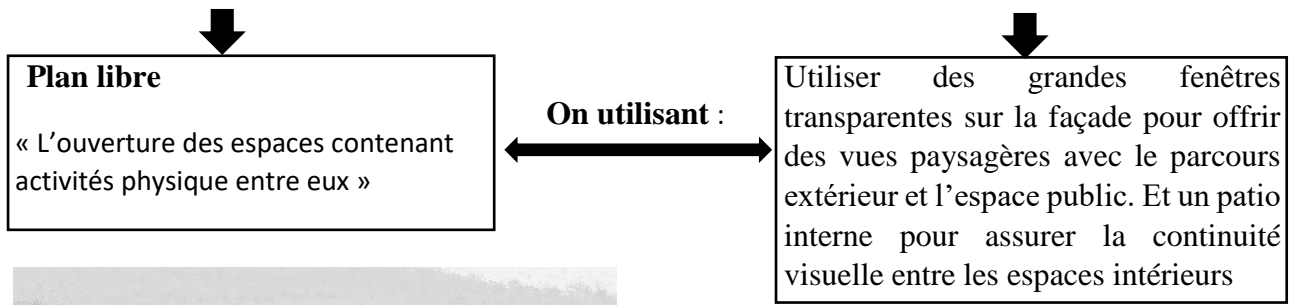 Plan libre
« L’ouverture des espaces contenant
activités physique entre eux »
On utilisant :
Utiliser des grandes fenêtres
transparentes sur la façade pour offrir
des vues paysagères avec le parcours
extérieur et l’espace public. Et un patio
interne pour assurer la continuité
visuelle entre les espaces intérieurs